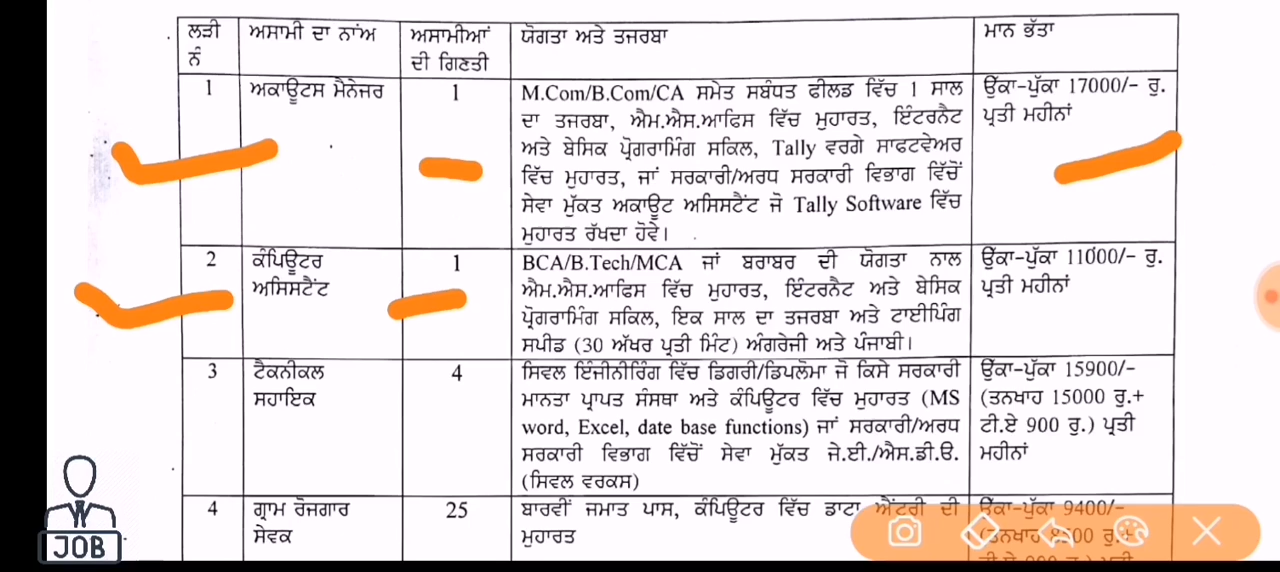 ਲੜੀ ਨੰ
ਅਸਾਮੀ ਦਾ ਨਾਂਅ
ਅਸਾਮੀਆਂ ਦੀ ਗਿਣਤੀ
ਯੋਗਤਾ ਅਤੇ ਤਜਰਬਾ
ਮਾਨ ਭੱਤਾ
1
ਅਕਾਊਟਸ ਮੈਨੇਜਰ
1
M.Com/B.Com/CA ਸਮੇਤ ਸਬੰਧਤ ਫੀਲਡ ਵਿੱਚ 1 ਸਾਲ
ਦਾ ਤਜਰਬਾ, ਐਮ.ਐਸ.ਆਫਿਸ ਵਿੱਚ ਮੁਹਾਰਤ, ਇੰਟਰਨੈਟ
ਅਤੇ ਬੇਸਿਕ ਪ੍ਰੋਗਰਾਮਿੰਗ ਸਕਿਲ, Tally ਵਰਗੇ ਸਾਫਟਵੇਅਰ
ਵਿੱਚ ਮੁਹਾਰਤ, ਜਾਂ ਸਰਕਾਰੀ/ਅਰਧ ਸਰਕਾਰੀ ਵਿਭਾਗ ਵਿੱਚੋਂ
ਸੇਵਾ ਮੁੱਕਤ ਅਕਾਊਟ ਅਸਿਸਟੈਂਟ ਜੋ Tally Software ਵਿੱਚ
ਮੁਹਾਰਤ ਰੱਖਦਾ ਹੋਵੇ।
ਉੱਕਾ-ਪੁੱਕਾ 17000/- ਰੁ.
ਪ੍ਰਤੀ ਮਹੀਨਾਂ
2
ਕੰਪਿਊਟਰ
ਅਸਿਸਟੈਂਟ
1
BCA/B.Tech/MCA ਜਾਂ ਬਰਾਬਰ ਦੀ ਯੋਗਤਾ ਨਾਲ
ਐਮ.ਐਸ.ਆਫਿਸ ਵਿੱਚ ਮੁਹਾਰਤ, ਇੰਟਰਨੈਟ ਅਤੇ ਬੇਸਿਕ
ਪ੍ਰੋਗਰਾਮਿੰਗ ਸਕਿਲ, ਇਕ ਸਾਲ ਦਾ ਤਜਰਬਾ ਅਤੇ ਟਾਈਪਿੰਗ
ਸਪੀਡ (30 ਅੱਖਰ ਪ੍ਰਤੀ ਮਿੰਟ) ਅੰਗਰੇਜੀ ਅਤੇ ਪੰਜਾਬੀ।
ਉੱਕਾ-ਪੁੱਕਾ 11000/- ਰੁ.
ਪ੍ਰਤੀ ਮਹੀਨਾਂ
3
ਟੈਕਨੀਕਲ
ਸਹਾਇਕ
4
ਸਿਵਲ ਇੰਜੀਨੀਰਿੰਗ ਵਿੱਚ ਡਿਗਰੀ/ਡਿਪਲੋਮਾ ਜੋ ਕਿਸੇ ਸਰਕਾਰੀ
ਮਾਨਤਾ ਪ੍ਰਾਪਤ ਸੰਸਥਾ ਅਤੇ ਕੰਪਿਊਟਰ ਵਿੱਚ ਮੁਹਾਰਤ (MS
word, Excel, date base functions) ਜਾਂ ਸਰਕਾਰੀ/ਅਰਧ
ਸਰਕਾਰੀ ਵਿਭਾਗ ਵਿੱਚੋਂ ਸੇਵਾ ਮੁੱਕਤ ਜੇ.ਈ./ਐਸ.ਡੀ.ੳ.
(ਸਿਵਲ ਵਰਕਸ)
ਉੱਕਾ-ਪੁੱਕਾ 15900/-
(ਤਨਖਾਹ 15000 ਰੁ.+
ਟੀ.ਏ 900 ਰੁ.) ਪ੍ਰਤੀ
ਮਹੀਨਾਂ
4
ਗ੍ਰਾਮ ਰੋਜਗਾਰ
ਸੇਵਕ
25
ਬਾਰਵੀਂ ਜਮਾਤ ਪਾਸ, ਕੰਪਿਊਟਰ ਵਿੱਚ ਡਾਟਾ ਐਂਟਰੀ ਦੀ
ਮੁਹਾਰਤ
ਉੱਕਾ-ਪੁੱਕਾ 9400/-
(ਤਨਖਾਹ ਰੁ.+
JOB